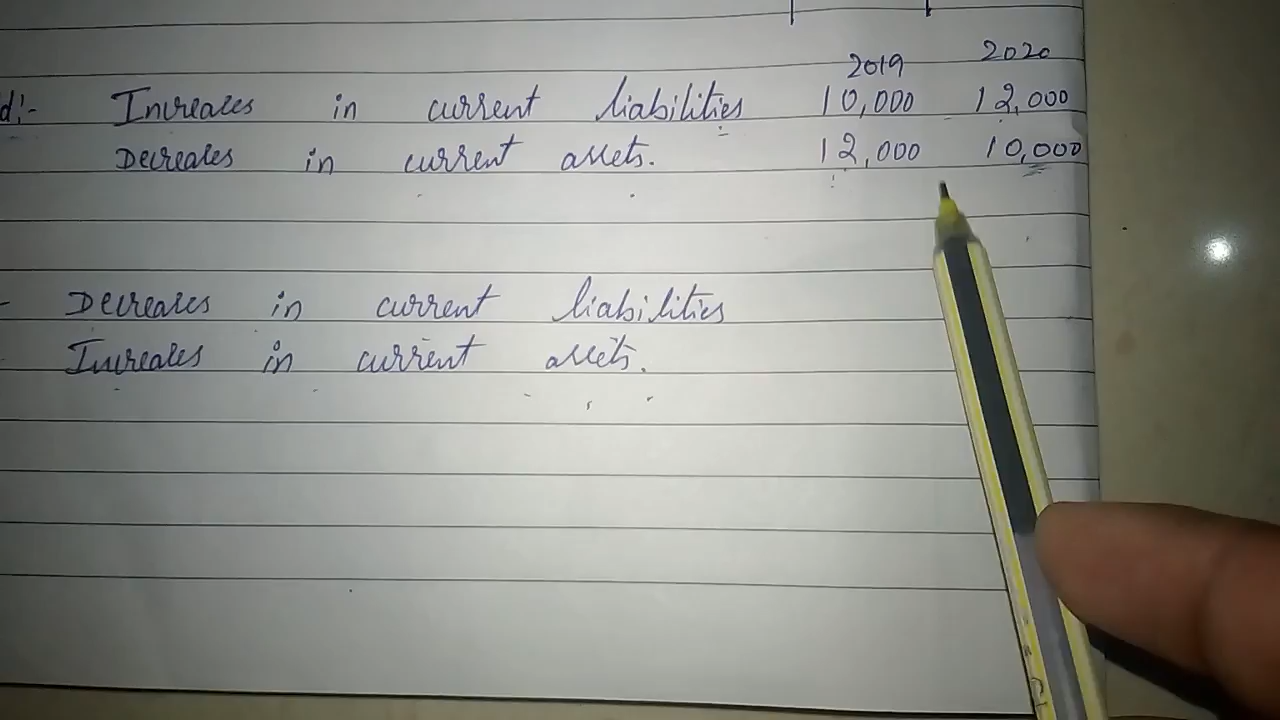 2019 2020
d:- Increases in current liabilities 10,000 12,000
Decreases in current assets. 12,000 10,000
- Decreases in current liabilities
- Increases in current assets.